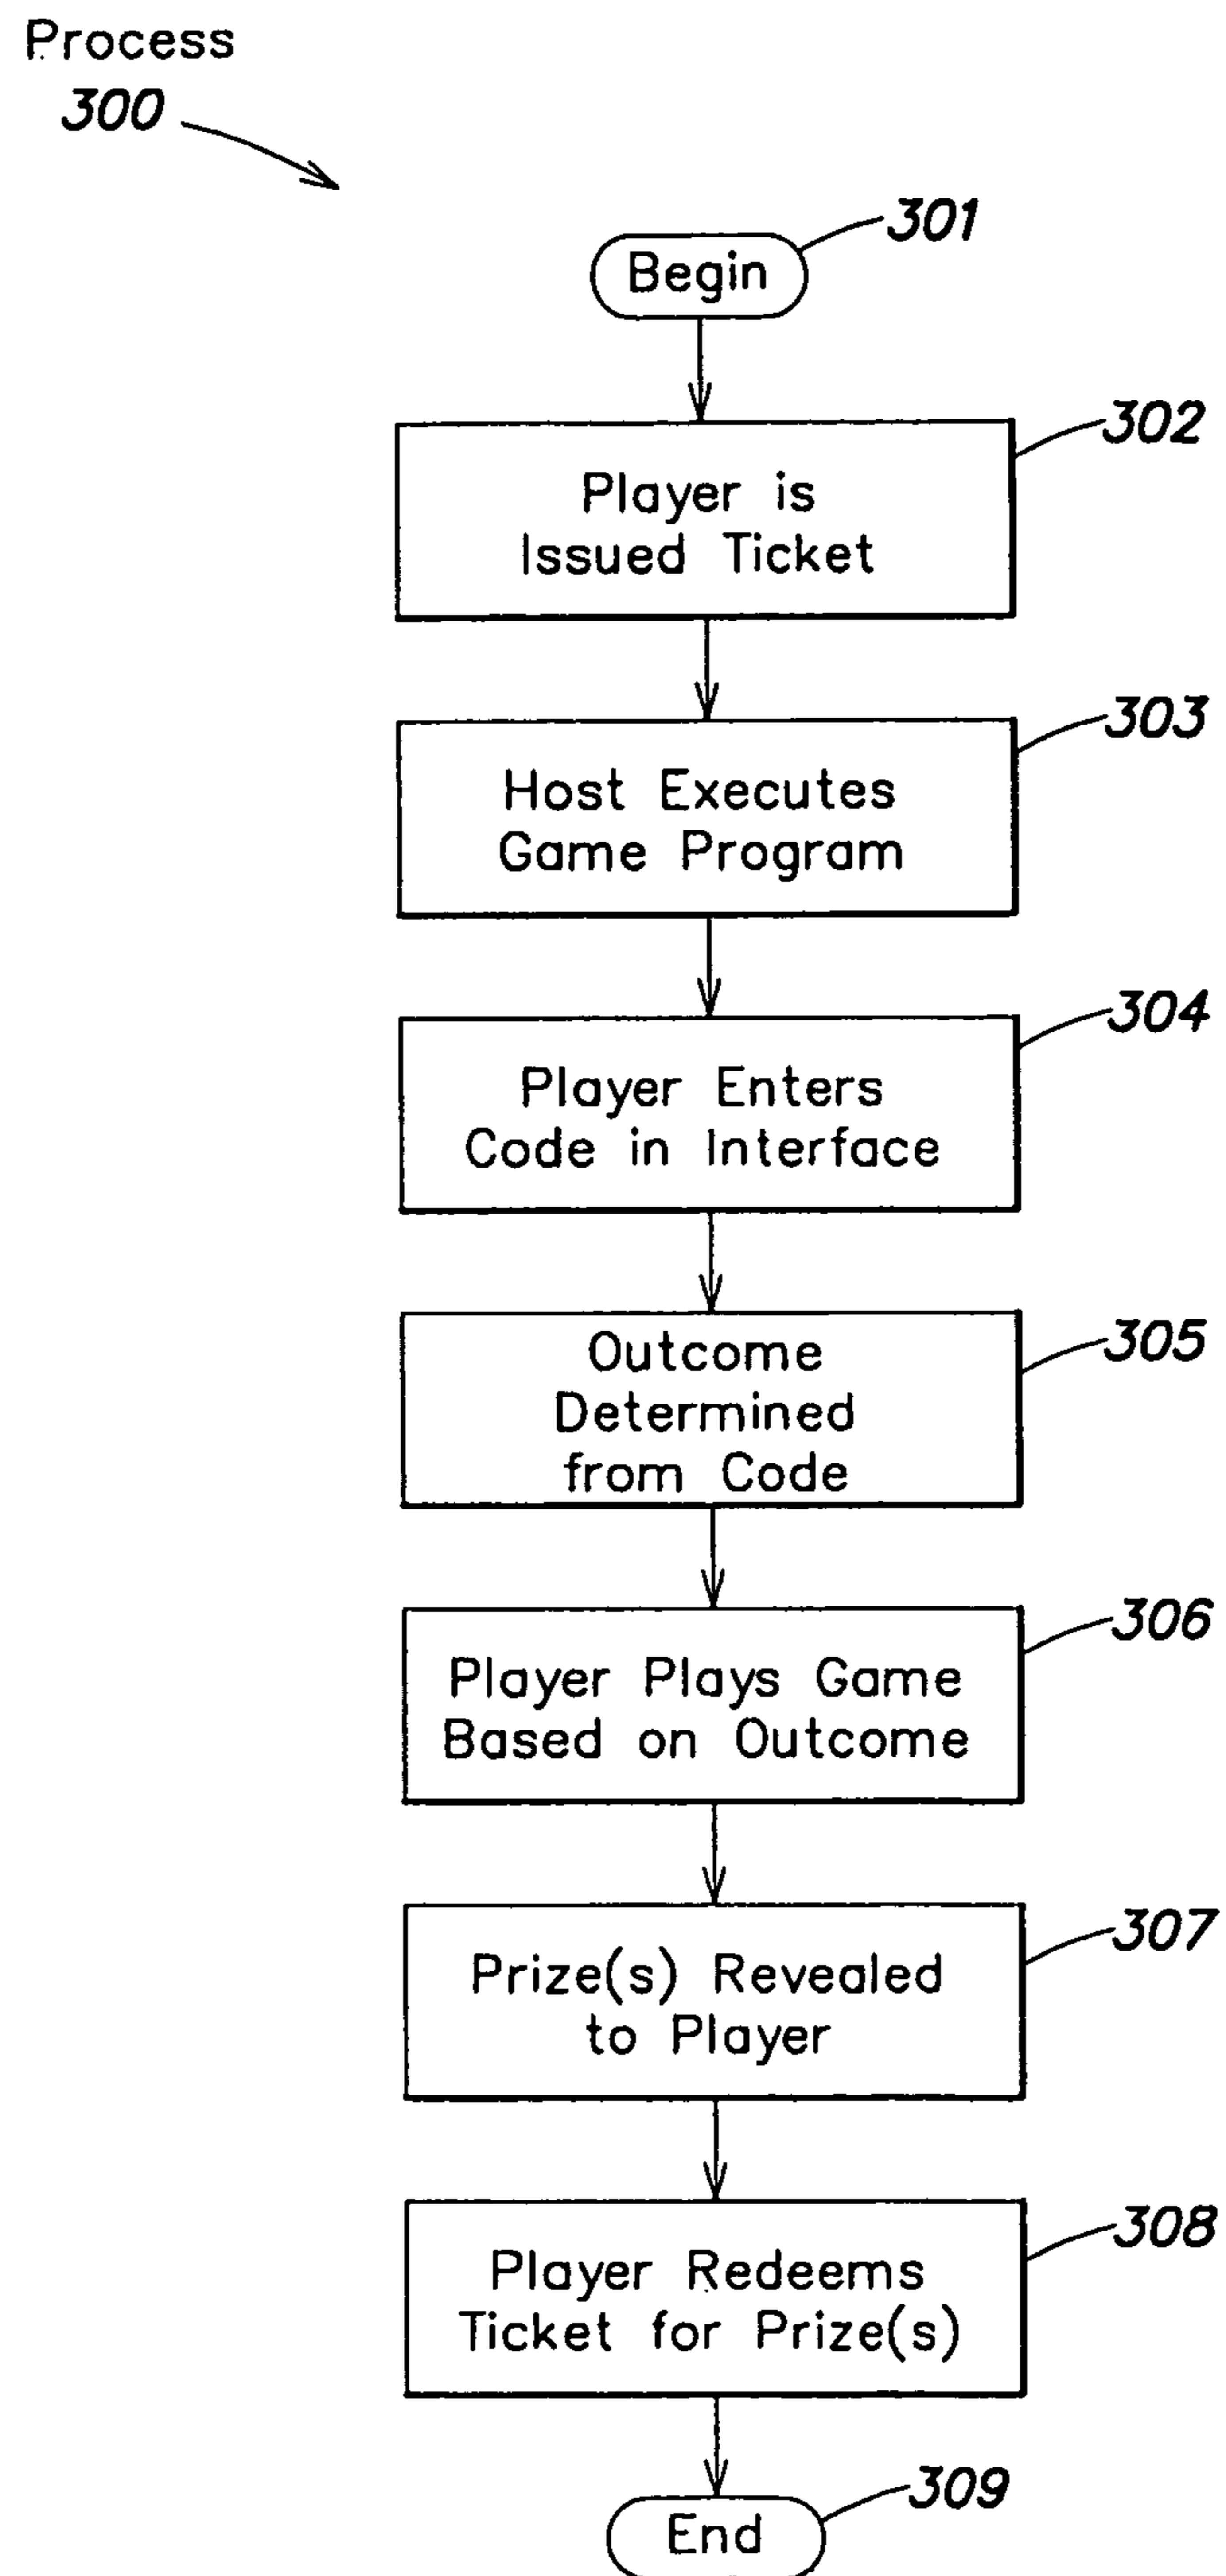 Process
300
301
Begin
302
Player is
Issued Ticket
303
Host Executes
Game Program
304
Player Enters
Code in Interface
305
Outcome
Determined
from Code
306
Player Plays Game
Based on Outcome
307
Prize(s) Revealed
to Player
308
Player Redeems
Ticket for Prize(s)
309
End